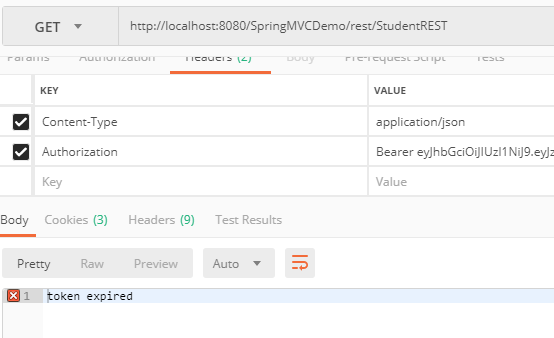 GET http://localhost:8080/SpringMVCDemo/rest/StudentREST
Params Authorization Headers (2) Body Pre-request Script Tests
KEY VALUE
Content-Type application/json
Authorization Bearer eyJhbGciOiJIUzI1NiJ9.eyJz
Key Value
Body Cookies (3) Headers (9) Test Results
Pretty Raw Preview Auto
1 token expired